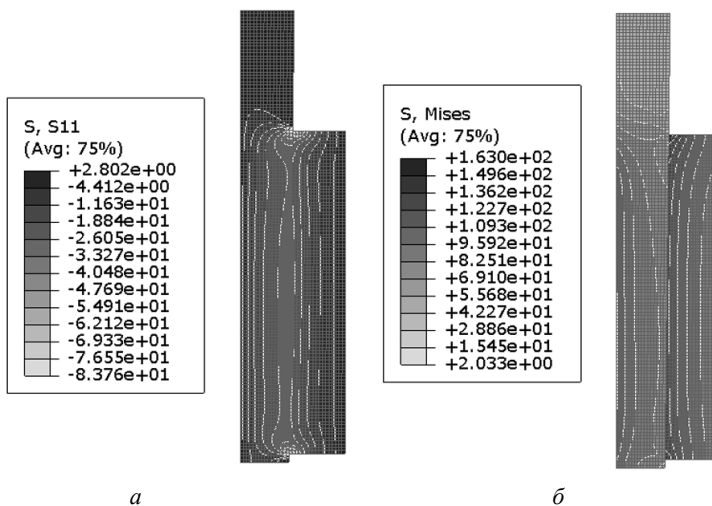 S, S11
(Avg: 75%)
+2.802e+00
-4.412e+00
-1.163e+01
-1.884e+01
-2.605e+01
-3.327e+01
-4.048e+01
-4.769e+01
-5.491e+01
-6.212e+01
-6.933e+01
-7.655e+01
-8.376e+01
S, Mises
(Avg: 75%)
+1.630e+02
+1.496e+02
+1.362e+02
+1.227e+02
+1.093e+02
+9.592e+01
+8.251e+01
+6.910e+01
+5.568e+01
+4.227e+01
+2.886e+01
+1.545e+01
+2.033e+00
а
б